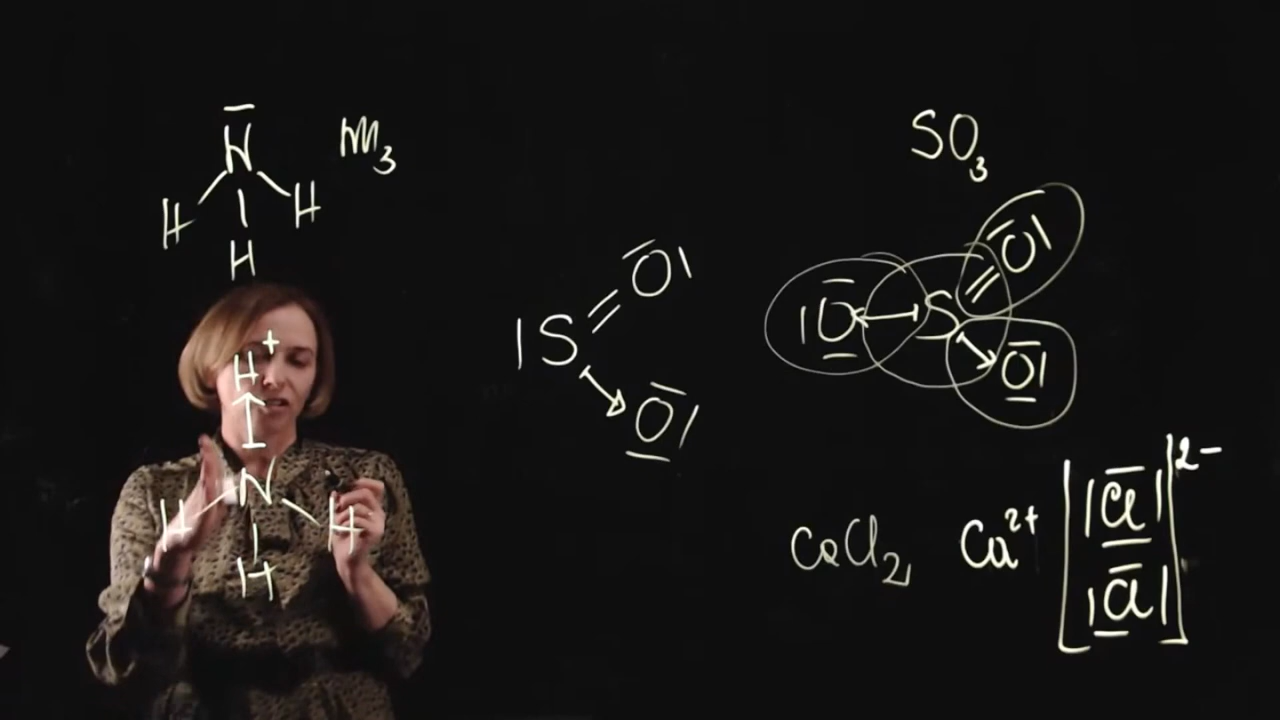 N̅ NH₃
H H
H
|S = O̅|
O̅|
H⁺
N
H H
H
SO₃
|O̅ S = O̅|
O̅|
CaCl₂ Ca²⁺ [|C̅l̅| |C̅l̅|]²⁻